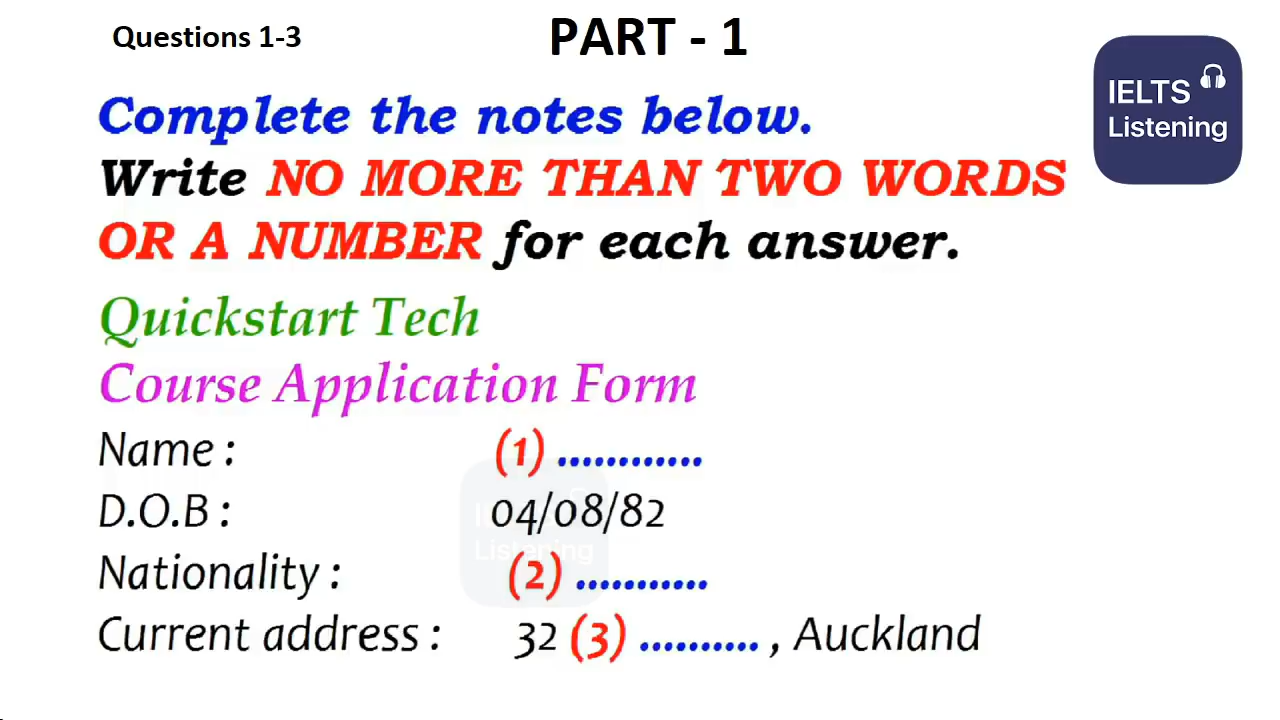 Questions 1-3
PART - 1
IELTS
Listening
Complete the notes below.
Write NO MORE THAN TWO WORDS
OR A NUMBER for each answer.
Quickstart Tech
Course Application Form
Name : (1) ............
D.O.B : 04/08/82
Nationality : (2) ...........
Current address : 32 (3) .......... , Auckland
Listening